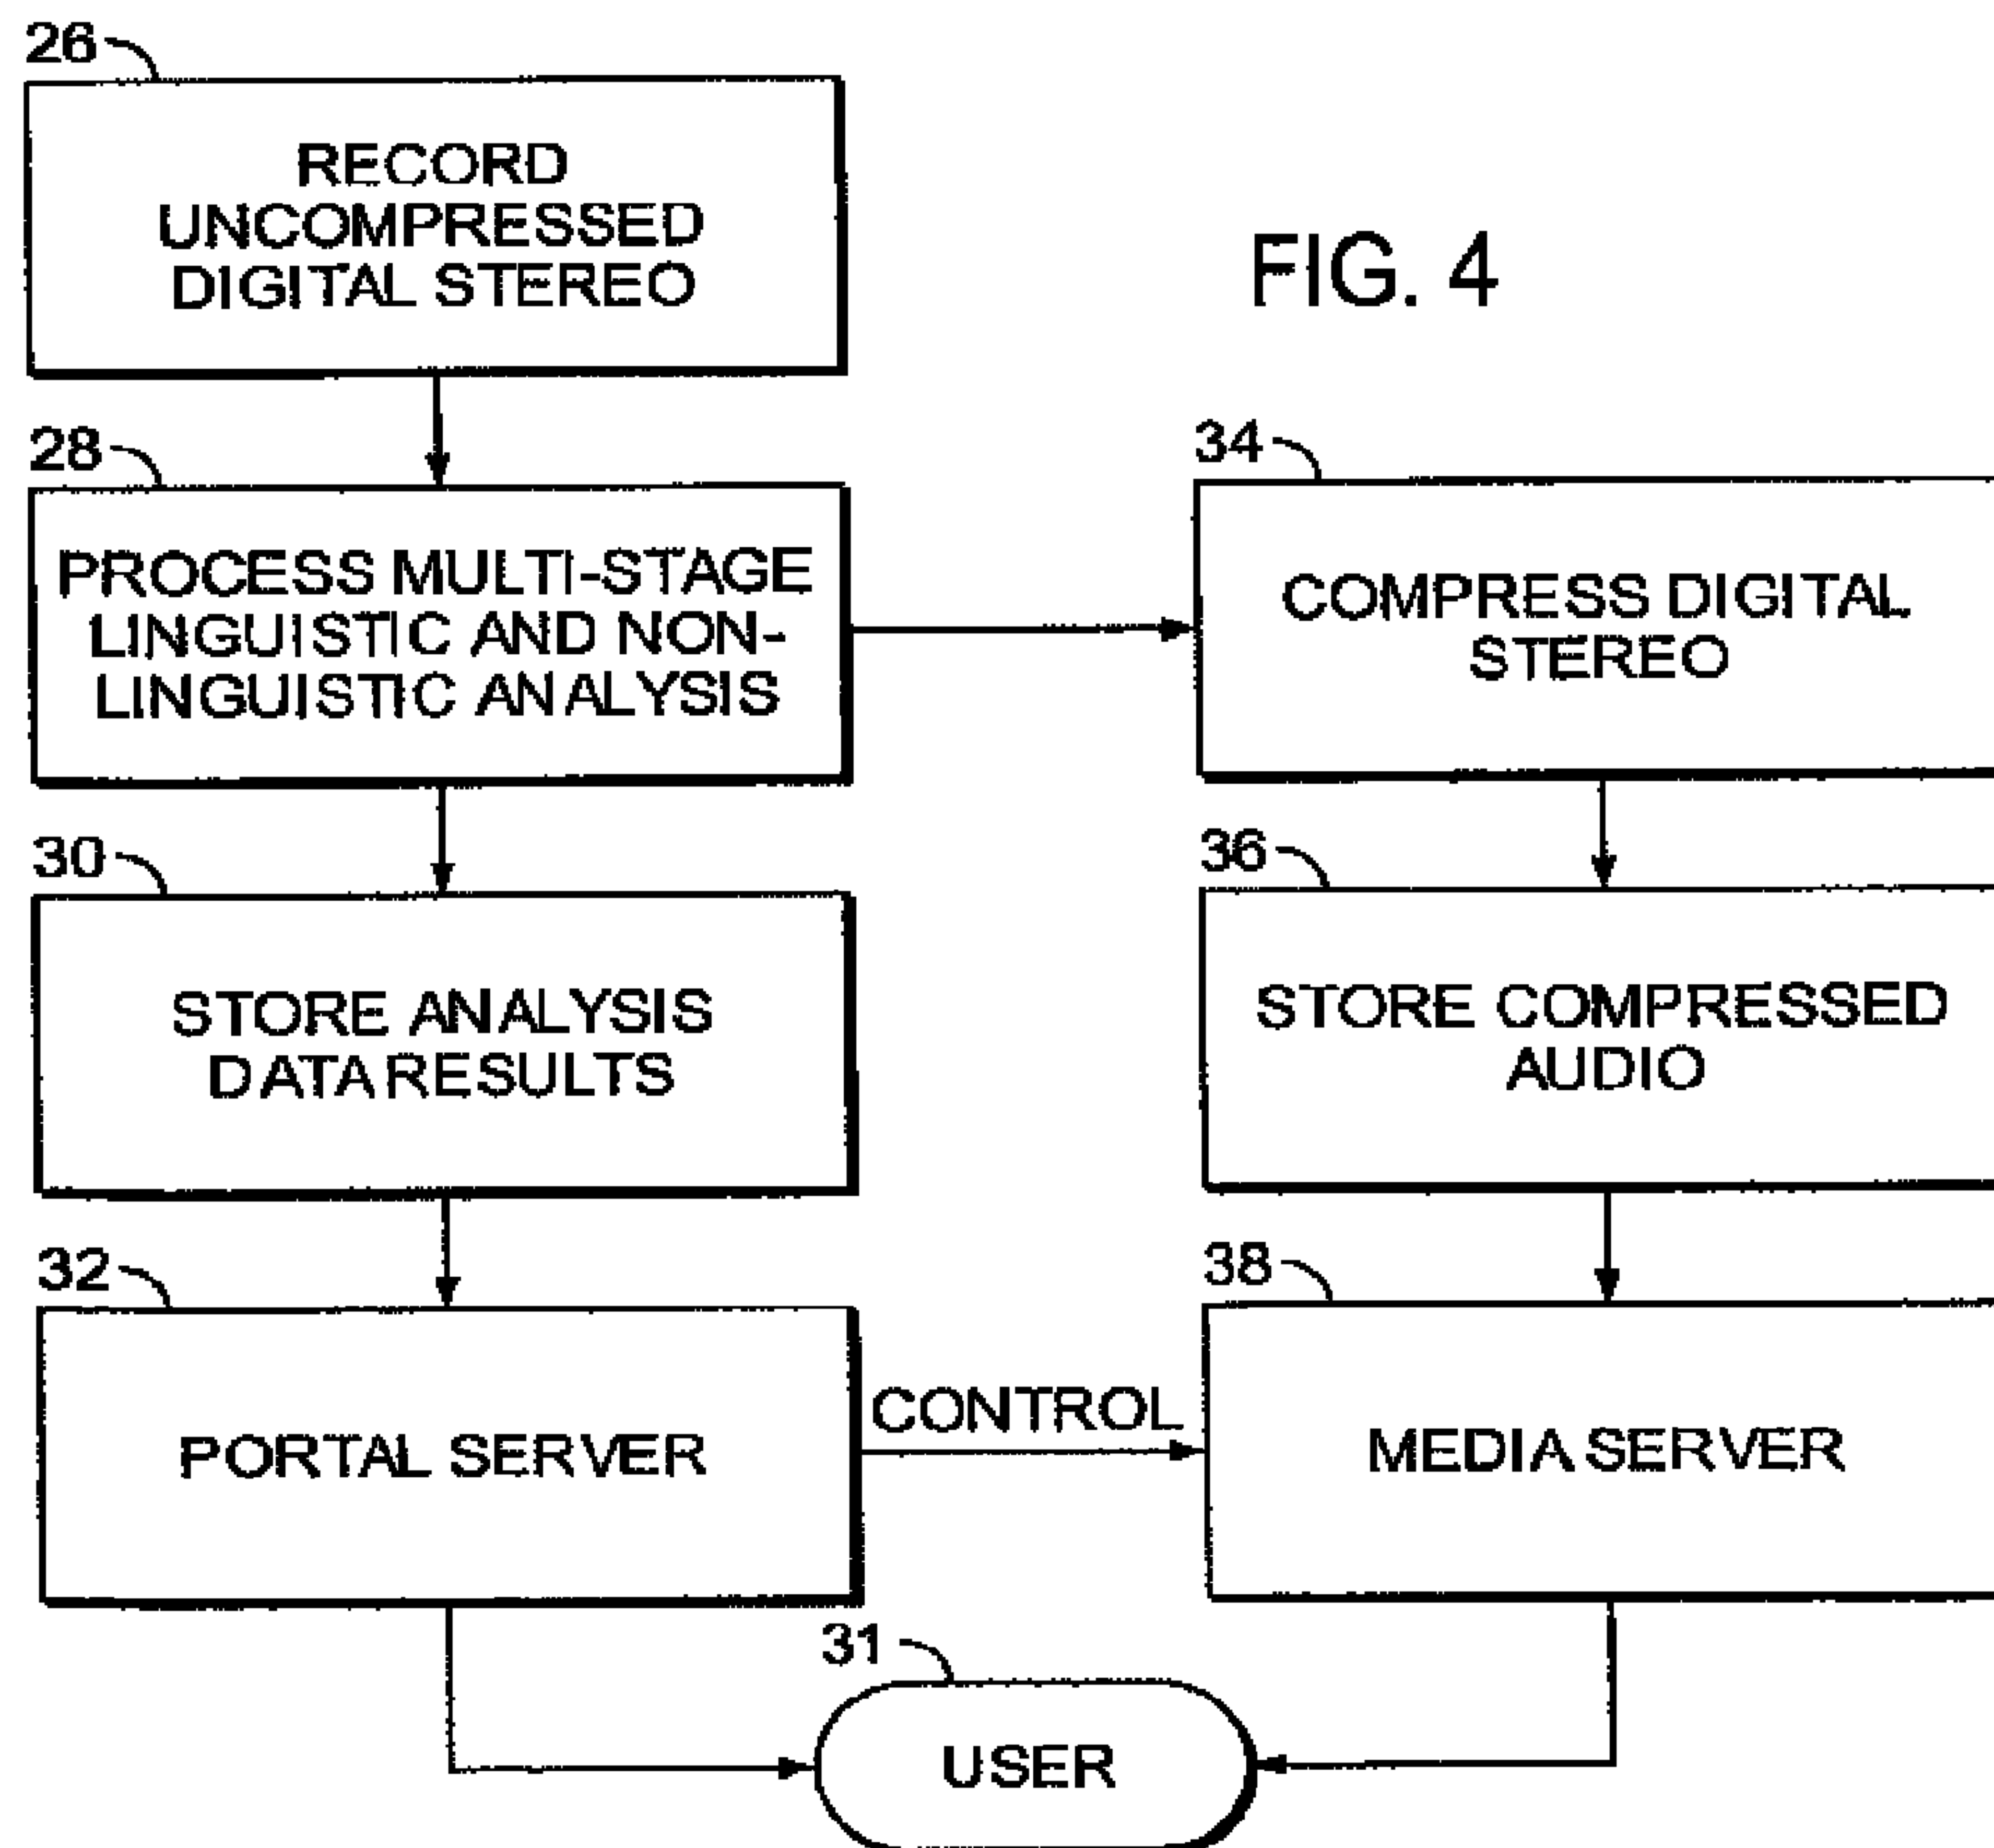 26
RECORD
UNCOMPRESSED
DIGITAL STEREO
FIG. 4
28
PROCESS MULTI-STAGE
LINGUISTIC AND NON-
LINGUISTIC ANALYSIS
34
COMPRESS DIGITAL
STEREO
30
STORE ANALYSIS
DATA RESULTS
36
STORE COMPRESSED
AUDIO
32
PORTAL SERVER
CONTROL
38
MEDIA SERVER
31
USER